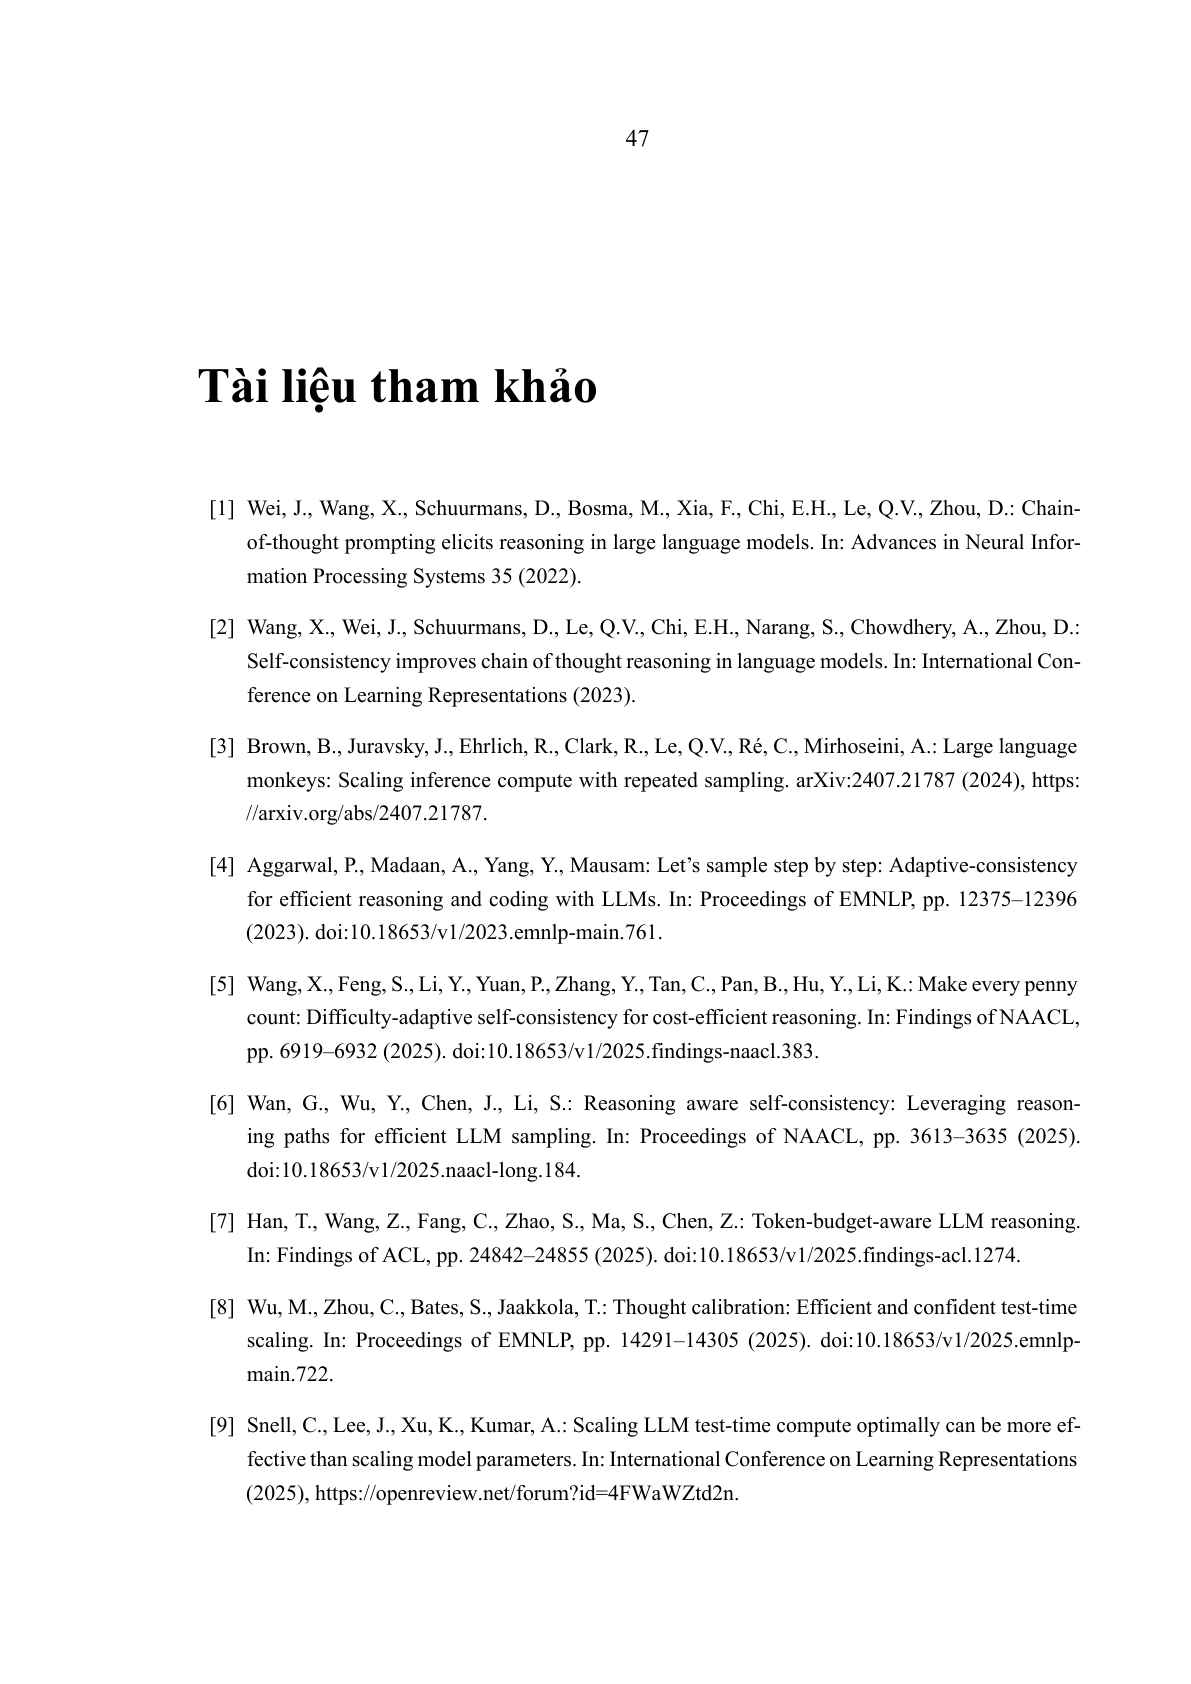 47
Tài liệu tham khảo
[1] Wei, J., Wang, X., Schuurmans, D., Bosma, M., Xia, F., Chi, E.H., Le, Q.V., Zhou, D.: Chain-
of-thought prompting elicits reasoning in large language models. In: Advances in Neural Infor-
mation Processing Systems 35 (2022).
[2] Wang, X., Wei, J., Schuurmans, D., Le, Q.V., Chi, E.H., Narang, S., Chowdhery, A., Zhou, D.:
Self-consistency improves chain of thought reasoning in language models. In: International Con-
ference on Learning Representations (2023).
[3] Brown, B., Juravsky, J., Ehrlich, R., Clark, R., Le, Q.V., Ré, C., Mirhoseini, A.: Large language
monkeys: Scaling inference compute with repeated sampling. arXiv:2407.21787 (2024), https:
//arxiv.org/abs/2407.21787.
[4] Aggarwal, P., Madaan, A., Yang, Y., Mausam: Let’s sample step by step: Adaptive-consistency
for efficient reasoning and coding with LLMs. In: Proceedings of EMNLP, pp. 12375–12396
(2023). doi:10.18653/v1/2023.emnlp-main.761.
[5] Wang, X., Feng, S., Li, Y., Yuan, P., Zhang, Y., Tan, C., Pan, B., Hu, Y., Li, K.: Make every penny
count: Difficulty-adaptive self-consistency for cost-efficient reasoning. In: Findings of NAACL,
pp. 6919–6932 (2025). doi:10.18653/v1/2025.findings-naacl.383.
[6] Wan, G., Wu, Y., Chen, J., Li, S.: Reasoning aware self-consistency: Leveraging reason-
ing paths for efficient LLM sampling. In: Proceedings of NAACL, pp. 3613–3635 (2025).
doi:10.18653/v1/2025.naacl-long.184.
[7] Han, T., Wang, Z., Fang, C., Zhao, S., Ma, S., Chen, Z.: Token-budget-aware LLM reasoning.
In: Findings of ACL, pp. 24842–24855 (2025). doi:10.18653/v1/2025.findings-acl.1274.
[8] Wu, M., Zhou, C., Bates, S., Jaakkola, T.: Thought calibration: Efficient and confident test-time
scaling. In: Proceedings of EMNLP, pp. 14291–14305 (2025). doi:10.18653/v1/2025.emnlp-
main.722.
[9] Snell, C., Lee, J., Xu, K., Kumar, A.: Scaling LLM test-time compute optimally can be more ef-
fective than scaling model parameters. In: International Conference on Learning Representations
(2025), https://openreview.net/forum?id=4FWaWZtd2n.